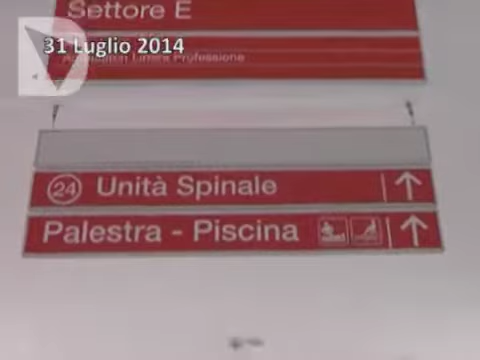 Settore E
31 Luglio 2014
24 Unità Spinale
Palestra - Piscina